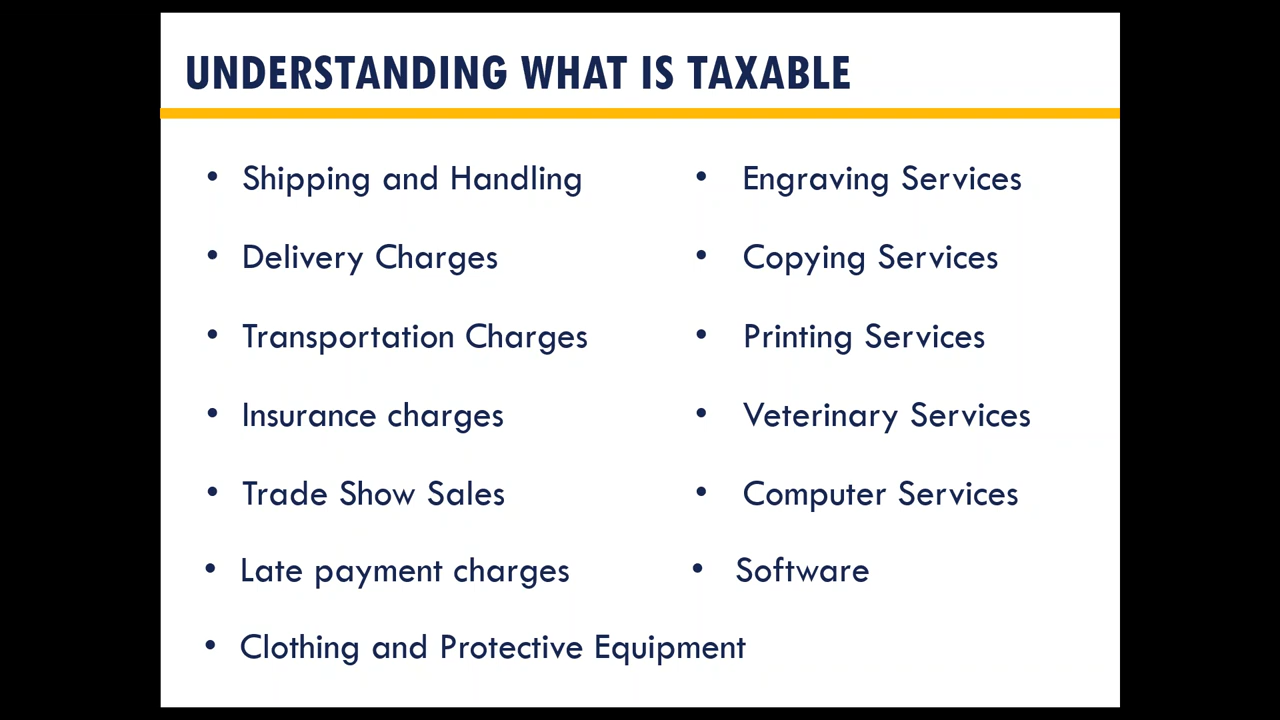 UNDERSTANDING WHAT IS TAXABLE
• Shipping and Handling
• Delivery Charges
• Transportation Charges
• Insurance charges
• Trade Show Sales
• Late payment charges
• Clothing and Protective Equipment
• Engraving Services
• Copying Services
• Printing Services
• Veterinary Services
• Computer Services
• Software